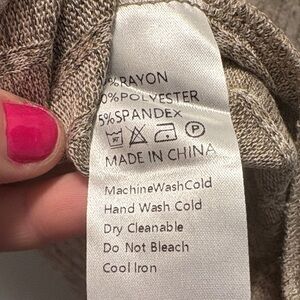 %RAYON
0%POLYESTER
5%SPANDEX
P
MADE IN CHINA
MachineWashCold
Hand Wash Cold
Dry Cleanable
Do Not Bleach
Cool Iron